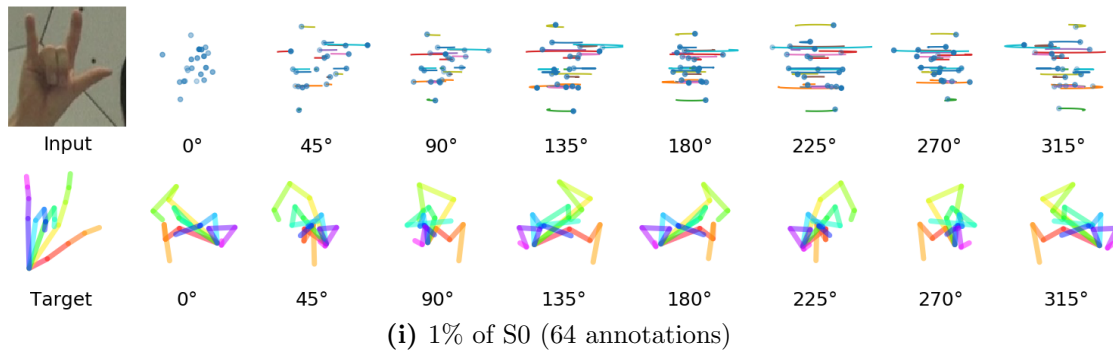 Input 0° 45° 90° 135° 180° 225° 270° 315°
Target 0° 45° 90° 135° 180° 225° 270° 315°
(i) 1% of S0 (64 annotations)